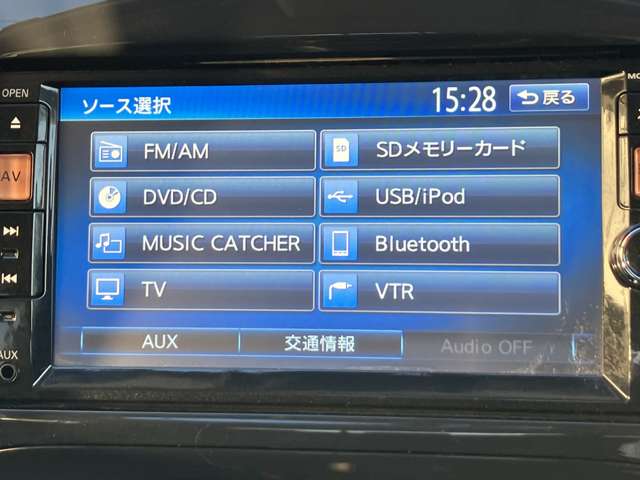 OPEN
ソース選択
15:28
戻る
AV
FM/AM
SD
SDメモリーカード
DVD/CD
USB/iPod
MUSIC CATCHER
Bluetooth
TV
VTR
AUX
交通情報
Audio OFF
AUX